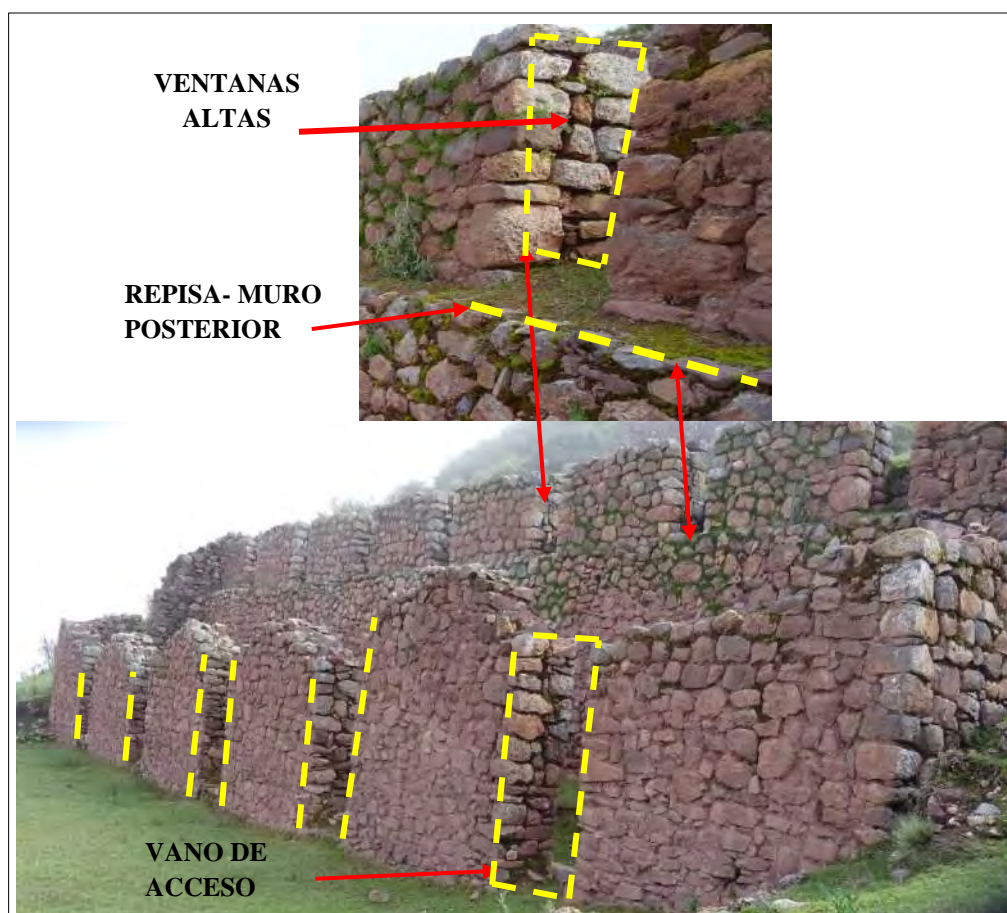 VENTANAS
ALTAS
REPISA- MURO
POSTERIOR
VANO DE
ACCESO